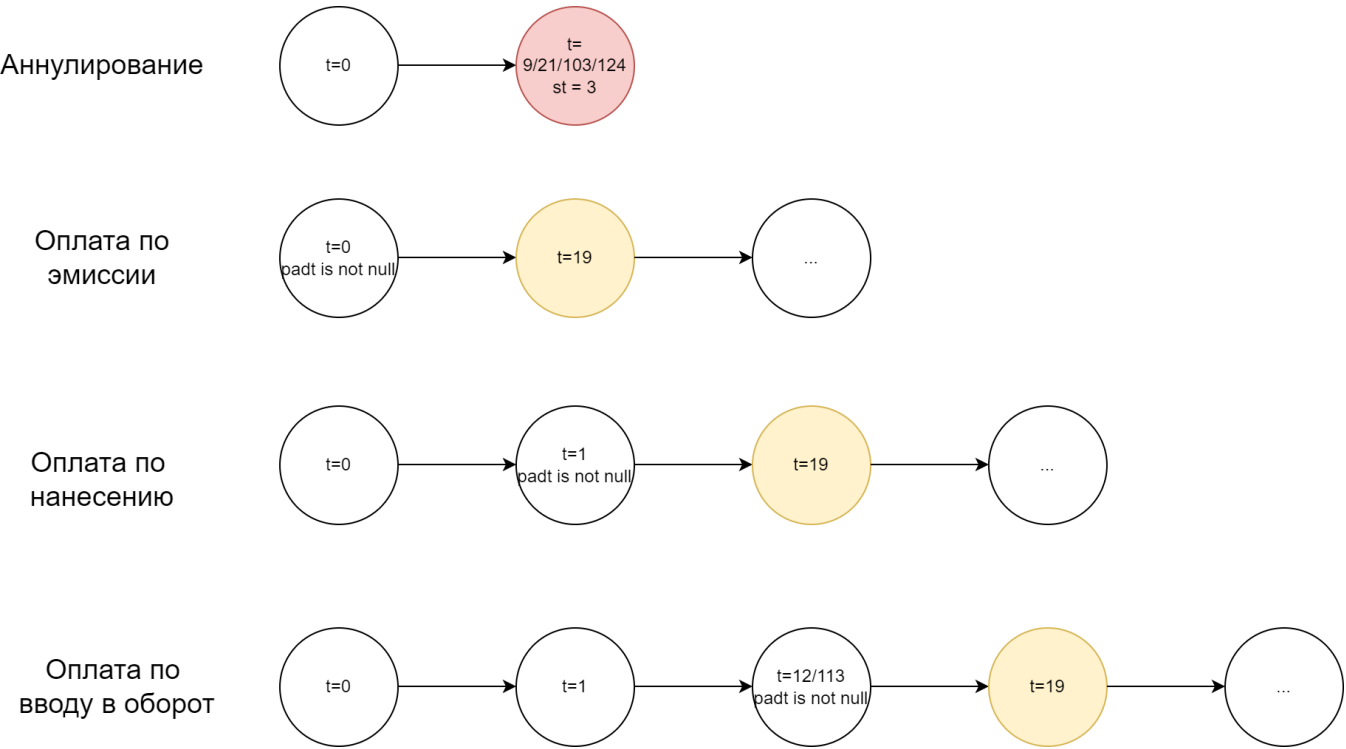 Аннулирование
t=0
t=
9/21/103/124
st = 3
Оплата по
эмиссии
t=0
padt is not null
t=19
...
Оплата по
нанесению
t=0
t=1
padt is not null
t=19
...
Оплата по
вводу в оборот
t=0
t=1
t=12/113
padt is not null
t=19
...